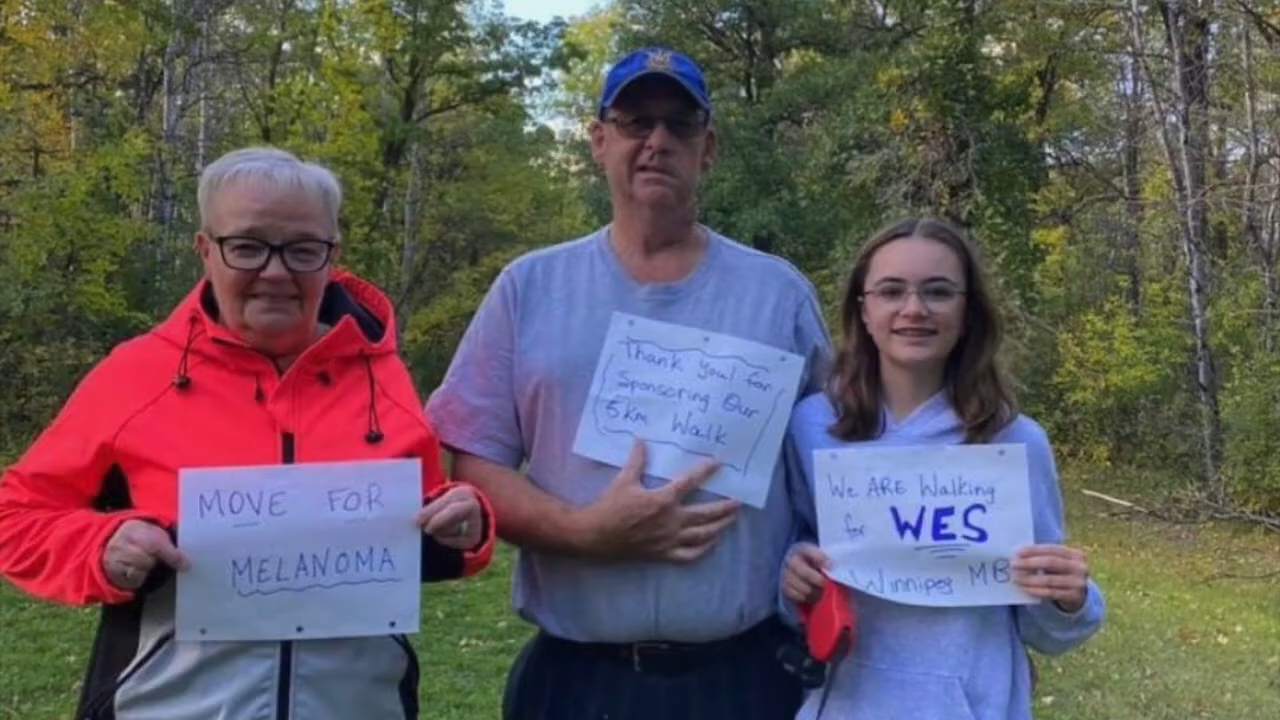 MOVE FOR
MELANOMA
Thank you! for
Sponsoring Our
5km Walk
We ARE Walking
for WES
Winnipeg MB